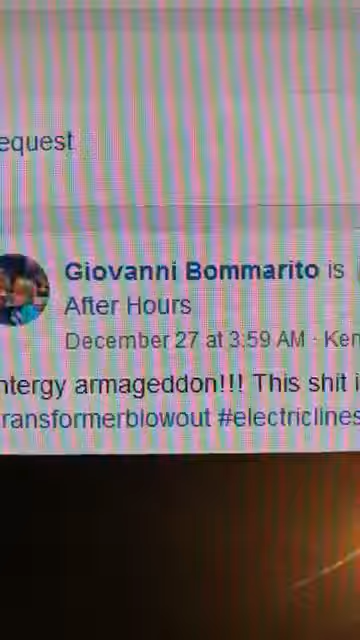 equest
Giovanni Bommarito is
After Hours
December 27 at 3:59 AM · Ken
ntergy armageddon!!! This shit i
ransformerblowout #electriclines